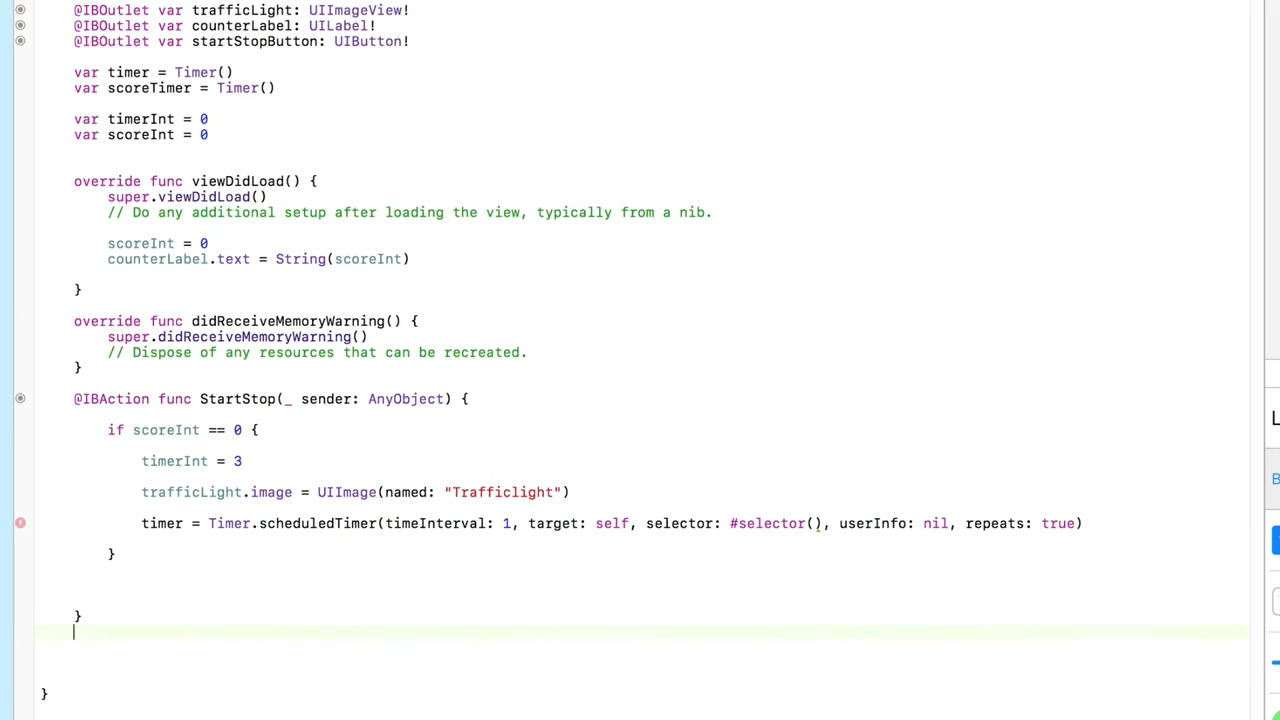 @IBOutlet var trafficLight: UIImageView!
@IBOutlet var counterLabel: UILabel!
@IBOutlet var startStopButton: UIButton!
var timer = Timer()
var scoreTimer = Timer()
var timerInt = 0
var scoreInt = 0
override func viewDidLoad() {
super.viewDidLoad()
// Do any additional setup after loading the view, typically from a nib.
scoreInt = 0
counterLabel.text = String(scoreInt)
}
override func didReceiveMemoryWarning() {
super.didReceiveMemoryWarning()
// Dispose of any resources that can be recreated.
}
@IBAction func StartStop(_ sender: AnyObject) {
if scoreInt == 0 {
timerInt = 3
trafficLight.image = UIImage(named: "Trafficlight")
timer = Timer.scheduledTimer(timeInterval: 1, target: self, selector: #selector(), userInfo: nil, repeats: true)
}
}
}